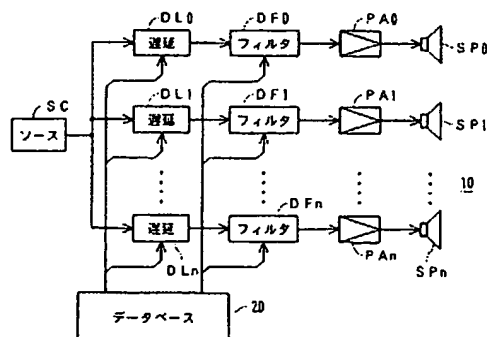 DL0
DF0
PA0
遅延
フィルタ
SP0
SC
DL1
DF1
PA1
ソース
遅延
フィルタ
SP1
10
DFn
遅延
フィルタ
DLn
PAn
SPn
データベース
20